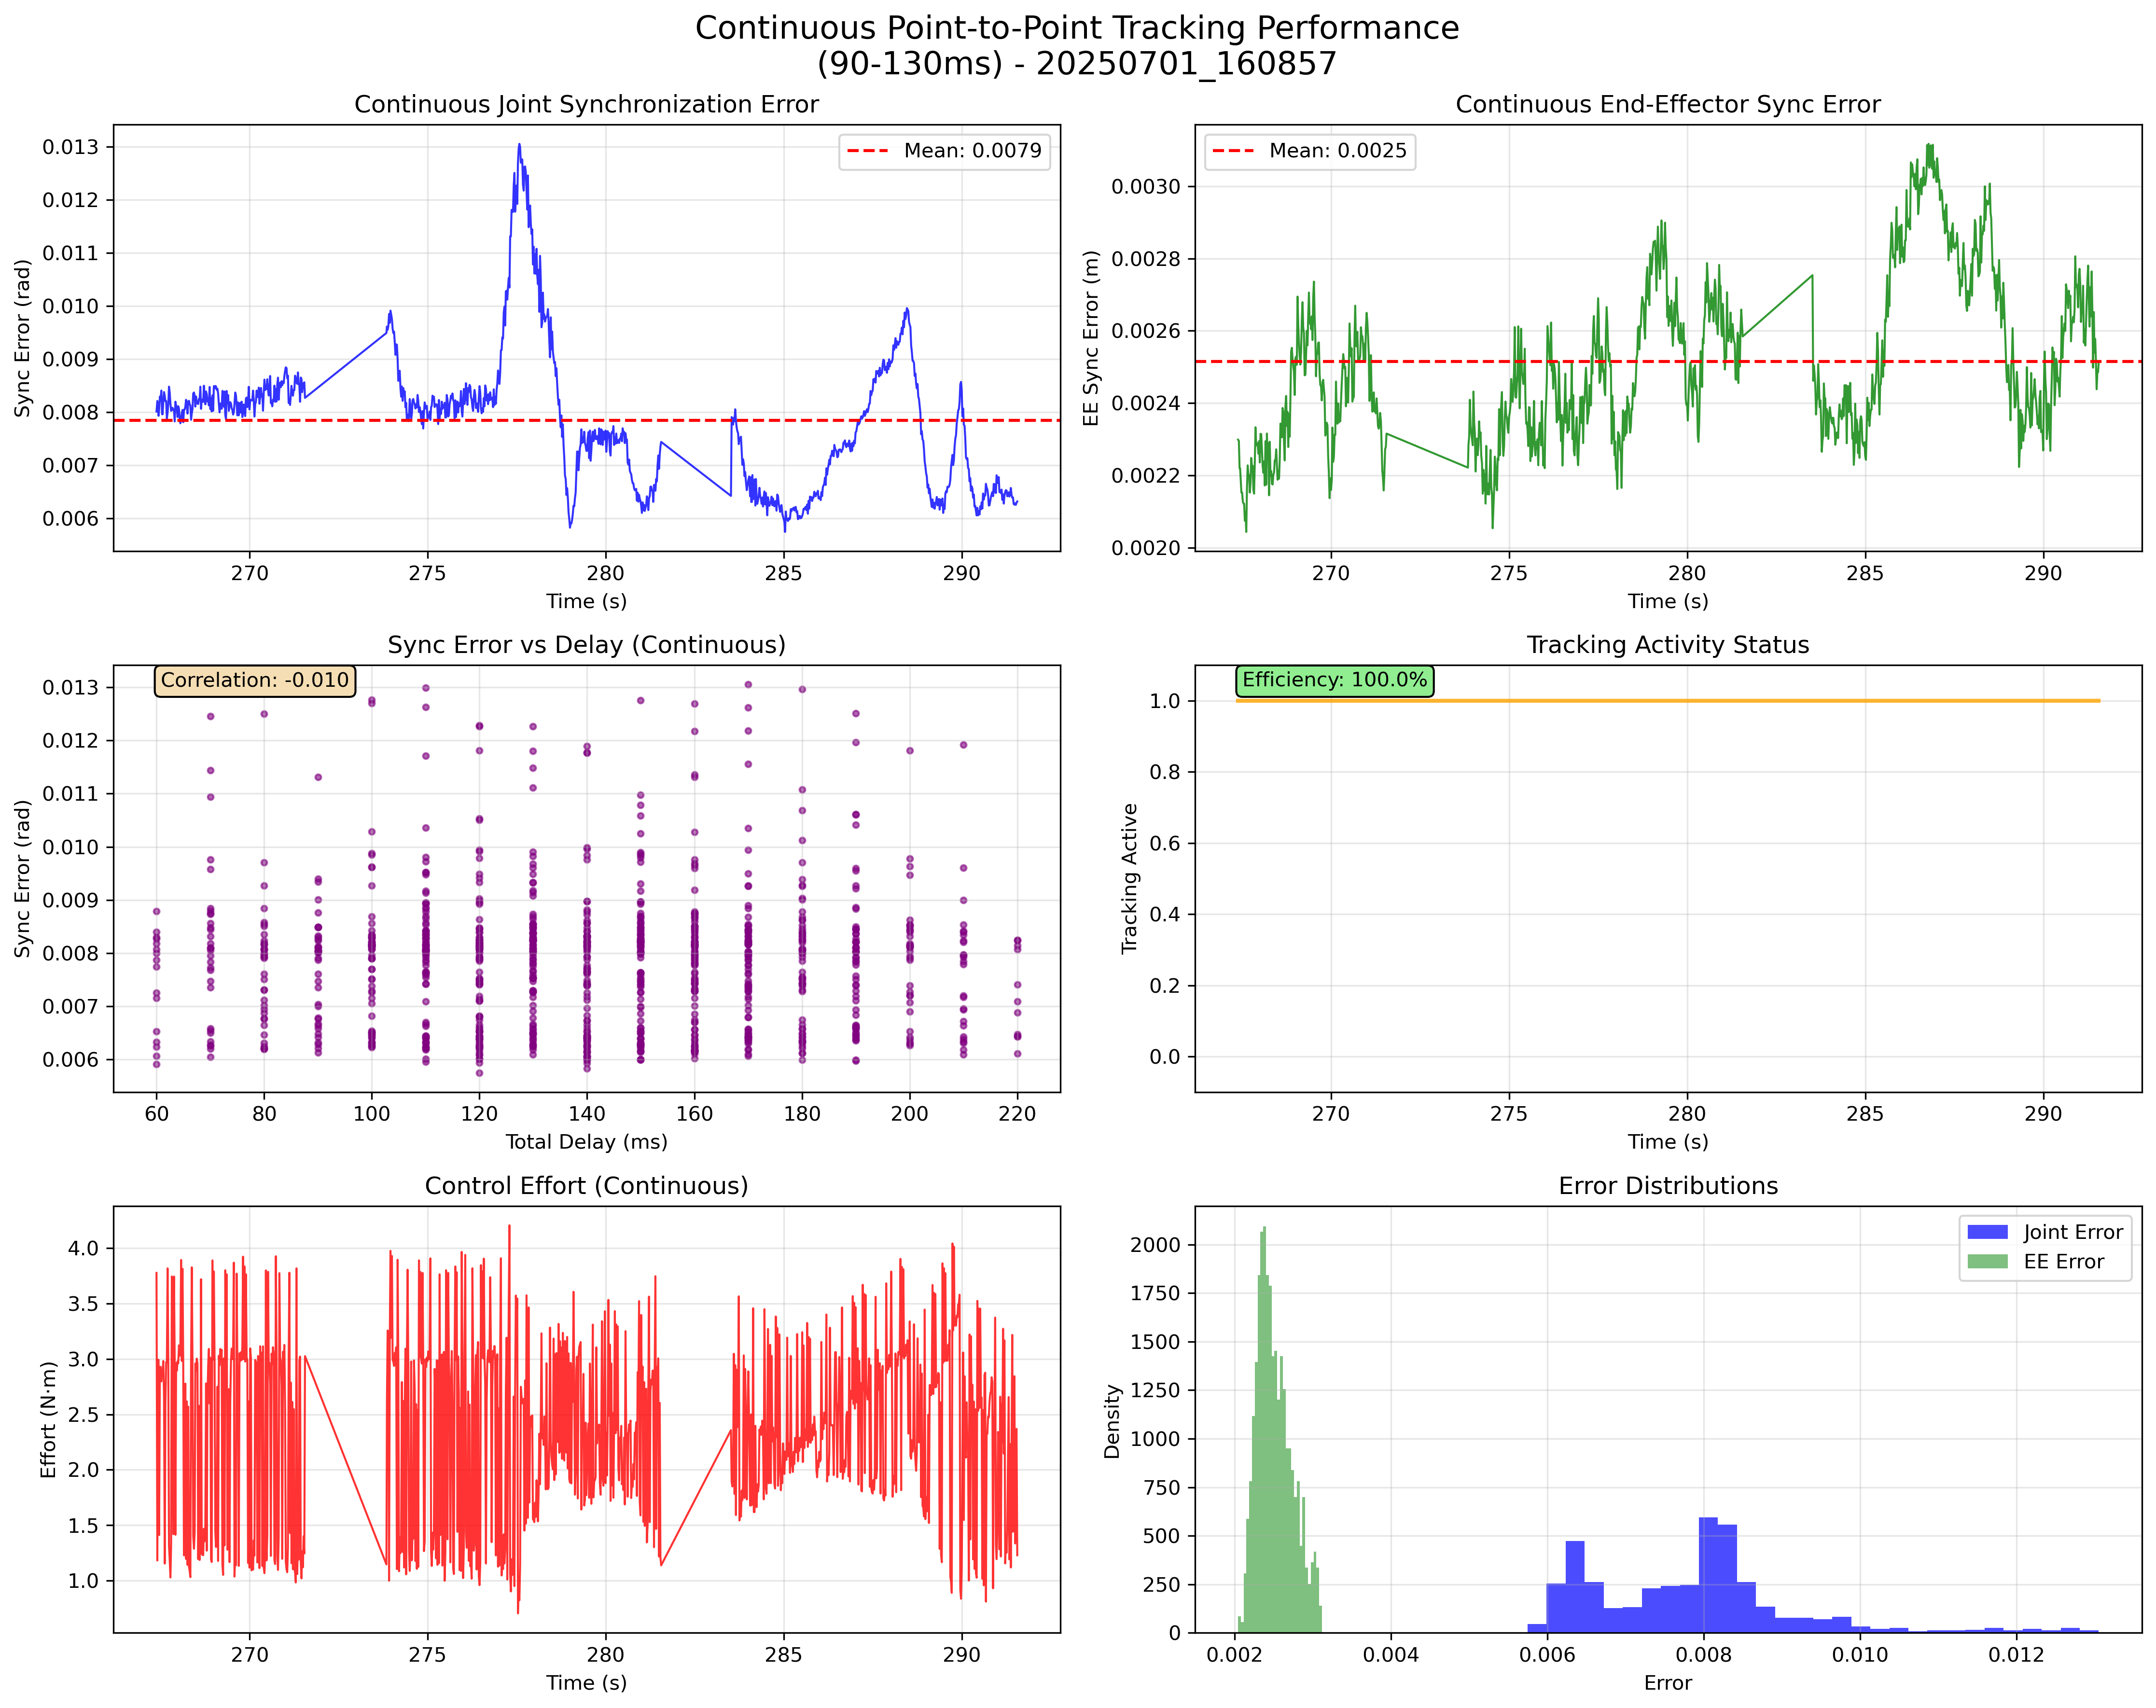 Continuous Point-to-Point Tracking Performance
(90-130ms) - 20250701_160857
Continuous Joint Synchronization Error
Sync Error (rad)
0.013
0.012
0.011
0.010
0.009
0.008
0.007
0.006
Mean: 0.0079
270 275 280 285 290
Time (s)
Continuous End-Effector Sync Error
EE Sync Error (m)
0.0030
0.0028
0.0026
0.0024
0.0022
0.0020
Mean: 0.0025
270 275 280 285 290
Time (s)
Sync Error vs Delay (Continuous)
Sync Error (rad)
Correlation: -0.010
0.013
0.012
0.011
0.010
0.009
0.008
0.007
0.006
60 80 100 120 140 160 180 200 220
Total Delay (ms)
Tracking Activity Status
Tracking Active
Efficiency: 100.0%
1.0
0.8
0.6
0.4
0.2
0.0
270 275 280 285 290
Time (s)
Control Effort (Continuous)
Effort (N·m)
4.0
3.5
3.0
2.5
2.0
1.5
1.0
270 275 280 285 290
Time (s)
Error Distributions
Density
Joint Error
EE Error
2000
1750
1500
1250
1000
750
500
250
0
0.002 0.004 0.006 0.008 0.010 0.012
Error